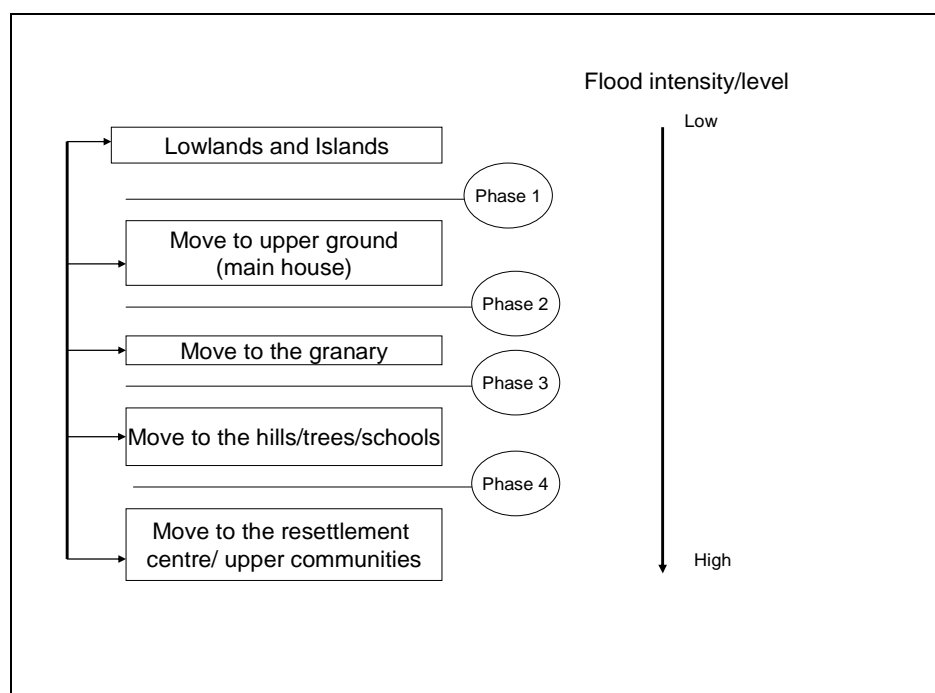 Flood intensity/level
Low
Lowlands and Islands
Phase 1
Move to upper ground
(main house)
Phase 2
Move to the granary
Phase 3
Move to the hills/trees/schools
Phase 4
Move to the resettlement
centre/ upper communities
High